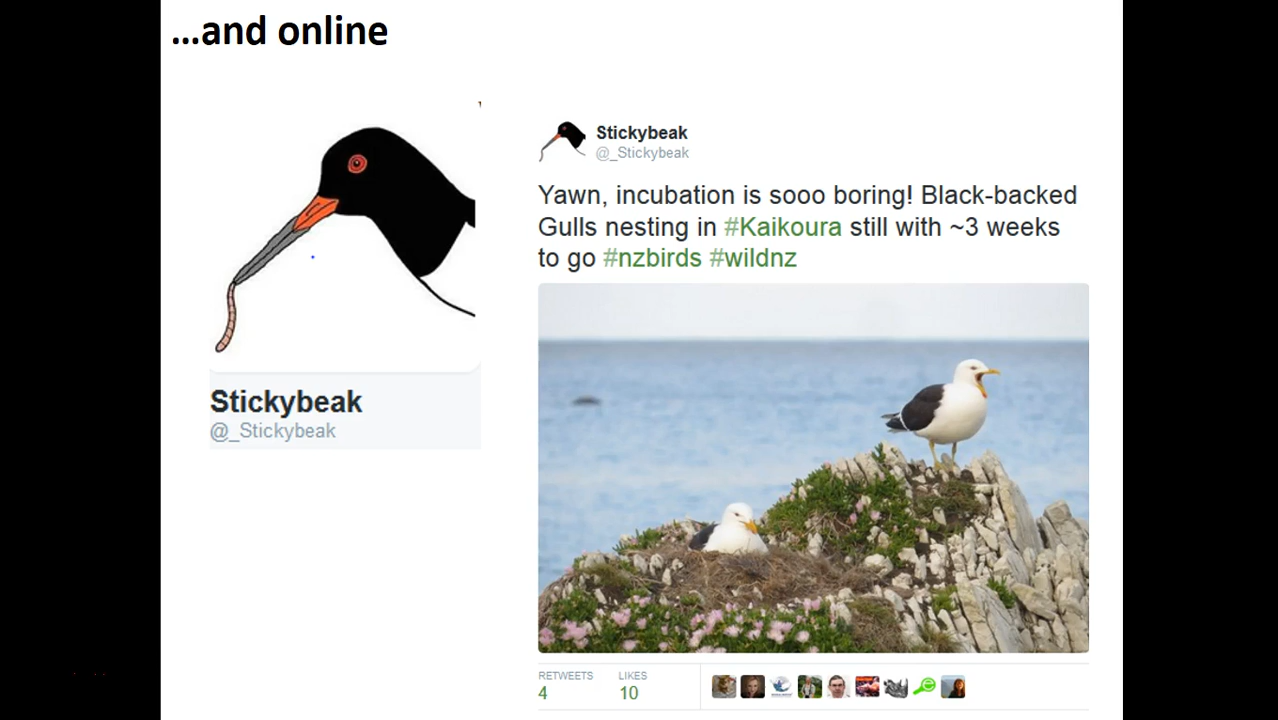 ...and online
Stickybeak
@_Stickybeak
Stickybeak
@_Stickybeak
Yawn, incubation is sooo boring! Black-backed
Gulls nesting in #Kaikoura still with ~3 weeks
to go #nzbirds #wildnz
RETWEETS LIKES
4 10